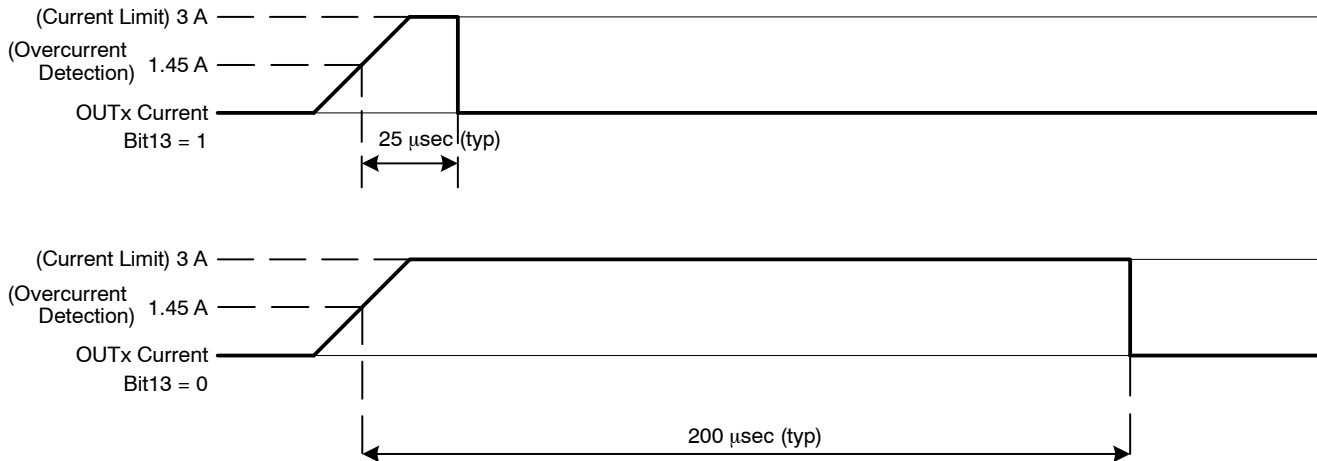 (Current Limit) 3 A
(Overcurrent
Detection) 1.45 A
OUTx Current
Bit13 = 1
25 μsec (typ)
(Current Limit) 3 A
(Overcurrent
Detection) 1.45 A
OUTx Current
Bit13 = 0
200 μsec (typ)